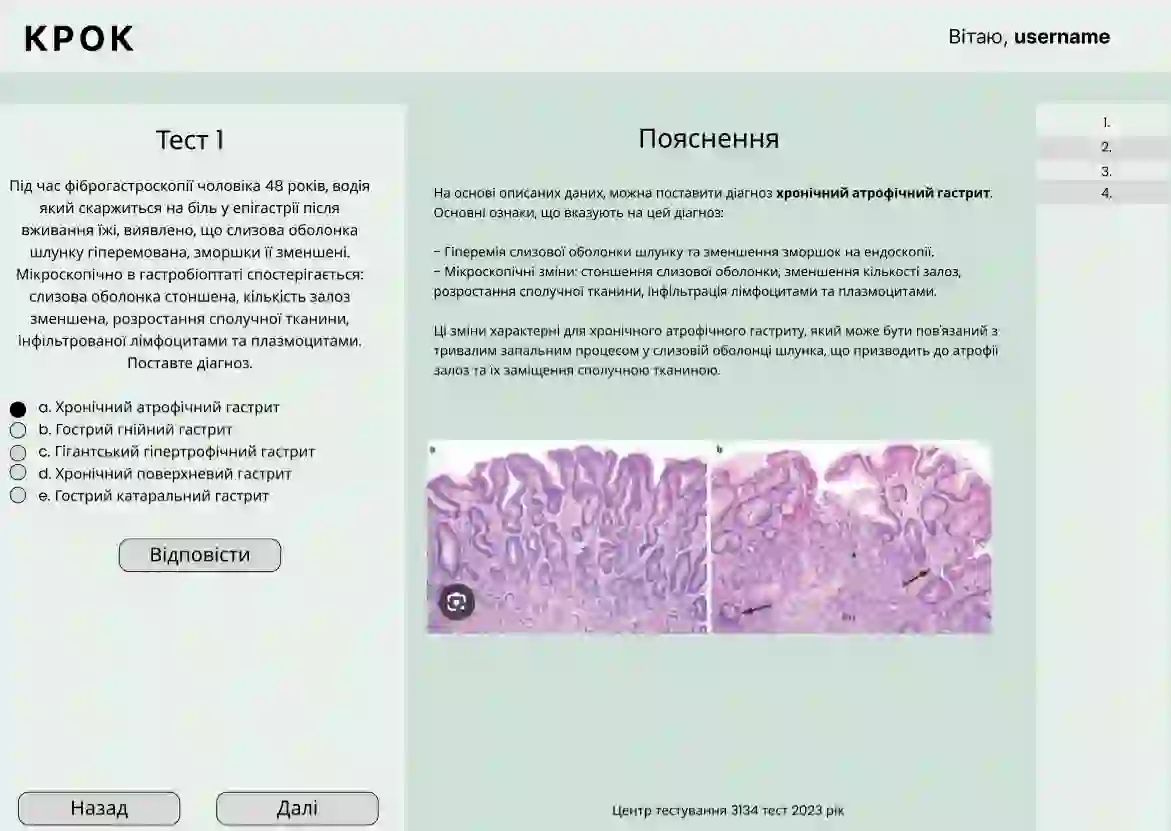 КРОК
Вітаю, username
Тест 1
Під час фіброгастроскопії чоловіка 48 років, водія
який скаржиться на біль у епігастрії після
вживання їжі, виявлено, що слизова оболонка
шлунку гіперемована, зморшки її зменшені.
Мікроскопічно в гастробіоптаті спостерігається:
слизова оболонка стоншена, кількість залоз
зменшена, розростання сполучної тканини,
інфільтрованої лімфоцитами та плазмоцитами.
Поставте діагноз.
a. Хронічний атрофічний гастрит
b. Гострий гнійний гастрит
c. Гігантський гіпертрофічний гастрит
d. Хронічний поверхневий гастрит
e. Гострий катаральний гастрит
Відповісти
Назад
Далі
Пояснення
На основі описаних даних, можна поставити діагноз хронічний атрофічний гастрит.
Основні ознаки, що вказують на цей діагноз:
- Гіперемія слизової оболонки шлунку та зменшення зморшок на ендоскопії.
- Мікроскопічні зміни: стоншення слизової оболонки, зменшення кількості залоз,
розростання сполучної тканини, інфільтрація лімфоцитами та плазмоцитами.
Ці зміни характерні для хронічного атрофічного гастриту, який може бути пов'язаний з
тривалим запальним процесом у слизовій оболонці шлунка, що призводить до атрофії
залоз та їх заміщення сполучною тканиною.
a
b
Центр тестування 3134 тест 2023 рік
1.
2.
3.
4.